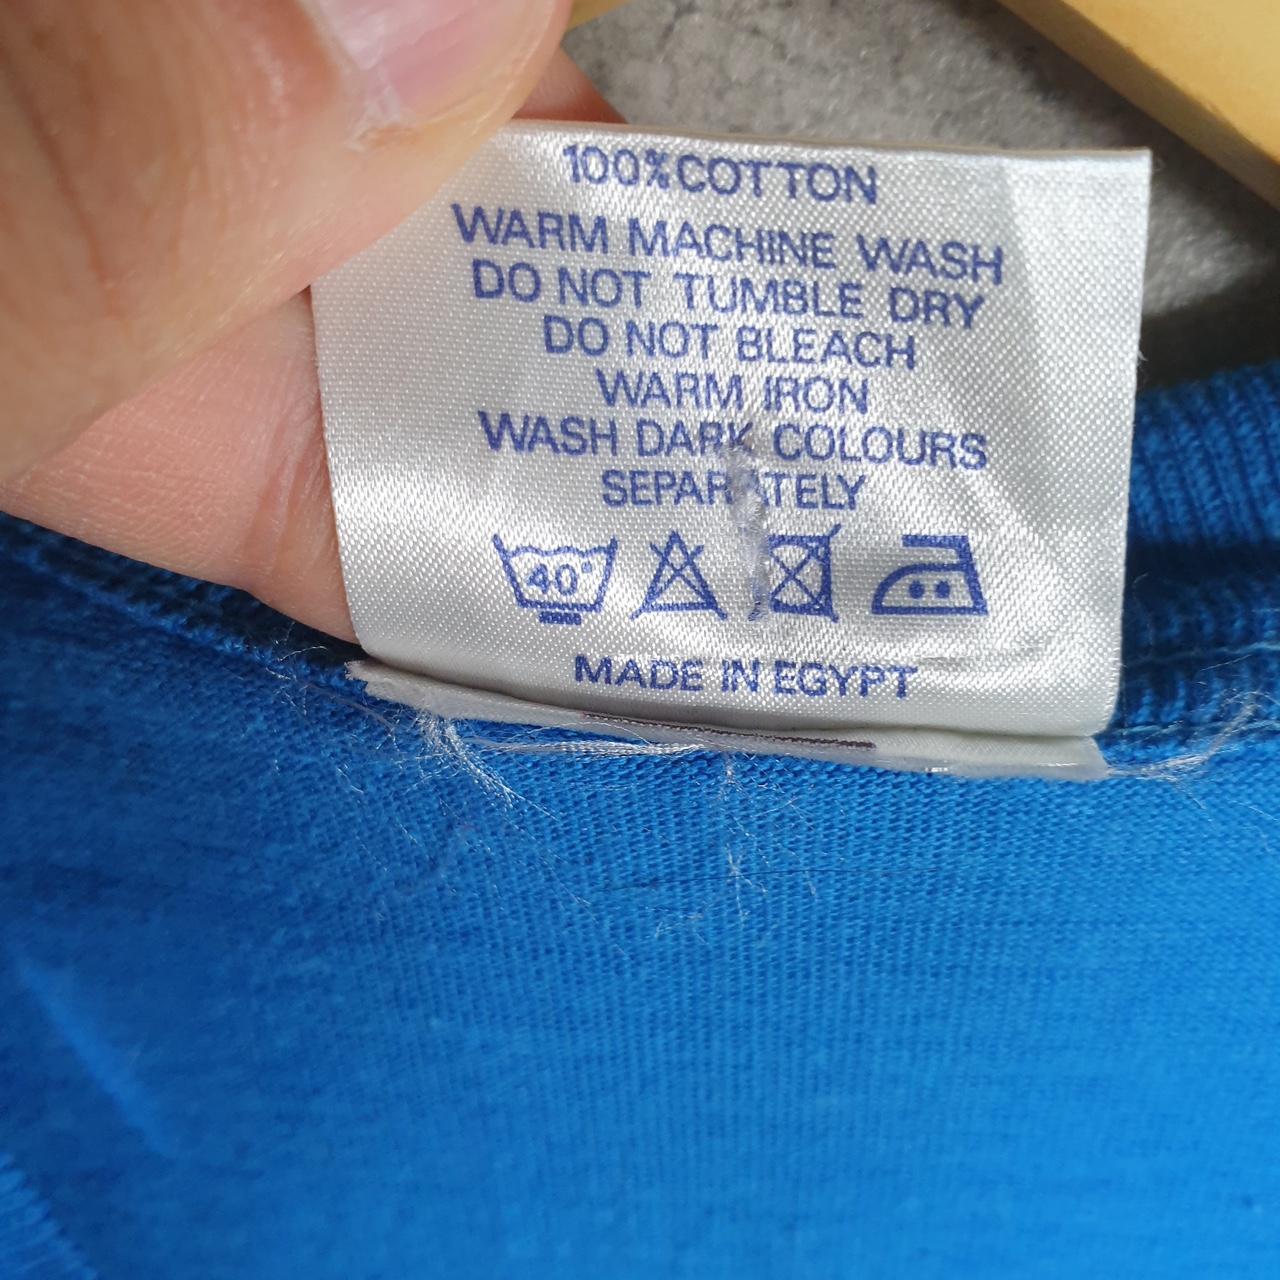 100% COTTON
WARM MACHINE WASH
DO NOT TUMBLE DRY
DO NOT BLEACH
WARM IRON
WASH DARK COLOURS
SEPARATELY
40°
MADE IN EGYPT